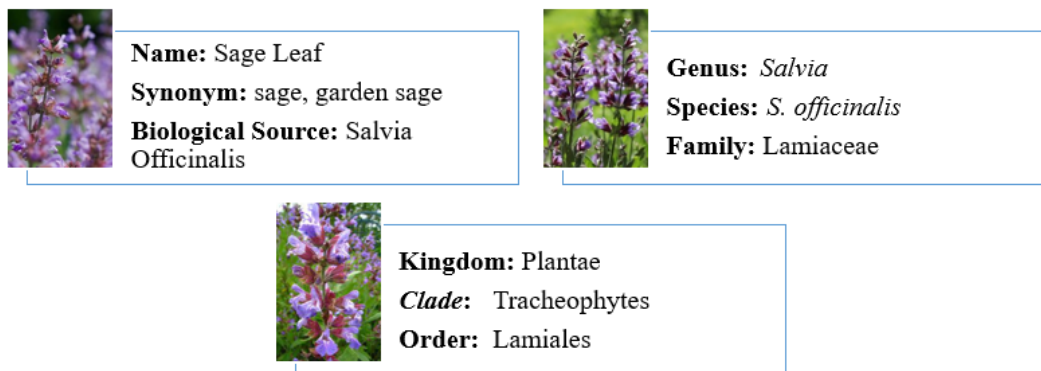 Name: Sage Leaf
Synonym: sage, garden sage
Biological Source: Salvia
Officinalis
Genus: Salvia
Species: S. officinalis
Family: Lamiaceae
Kingdom: Plantae
Clade: Tracheophytes
Order: Lamiales